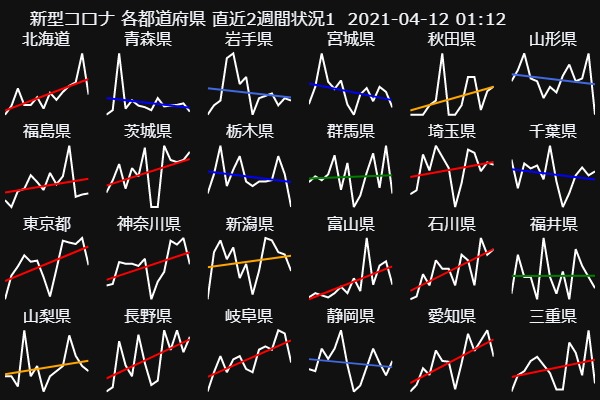 新型コロナ 各都道府県 直近2週間状況1 2021-04-12 01:12
北海道 青森県 岩手県 宮城県 秋田県 山形県
福島県 茨城県 栃木県 群馬県 埼玉県 千葉県
東京都 神奈川県 新潟県 富山県 石川県 福井県
山梨県 長野県 岐阜県 静岡県 愛知県 三重県